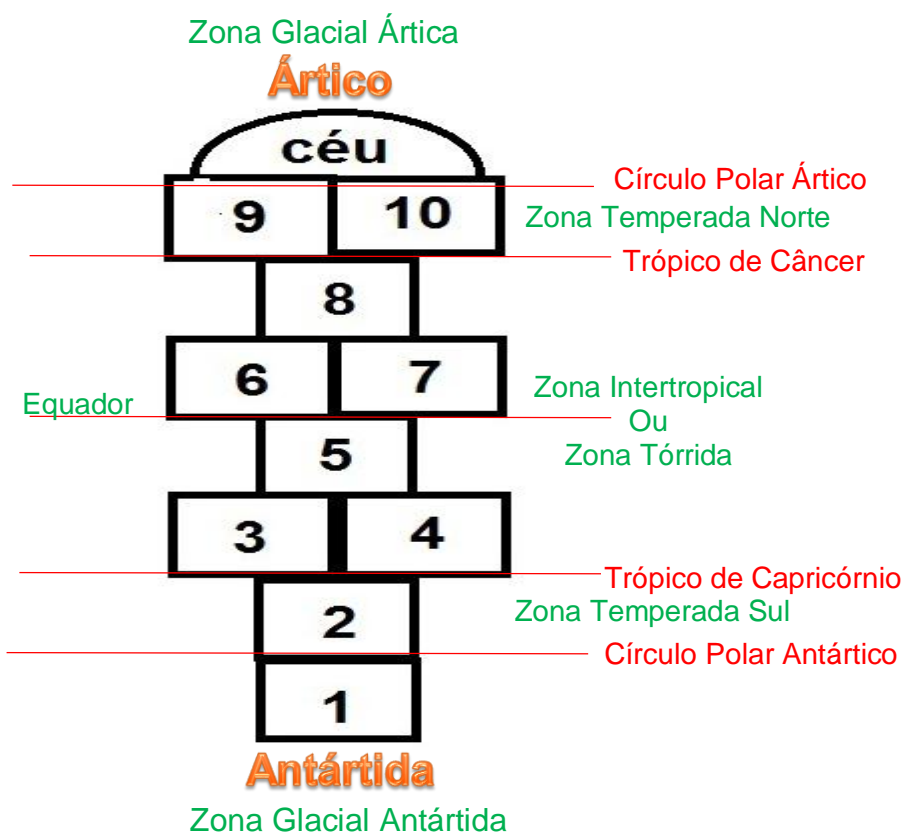 Zona Glacial Ártica
Ártico
céu
Círculo Polar Ártico
9 10
Zona Temperada Norte
Trópico de Câncer
8
6 7
Zona Intertropical
Equador
Ou
Zona Tórrida
5
3 4
Trópico de Capricórnio
2
Zona Temperada Sul
Círculo Polar Antártico
1
Antártida
Zona Glacial Antártida